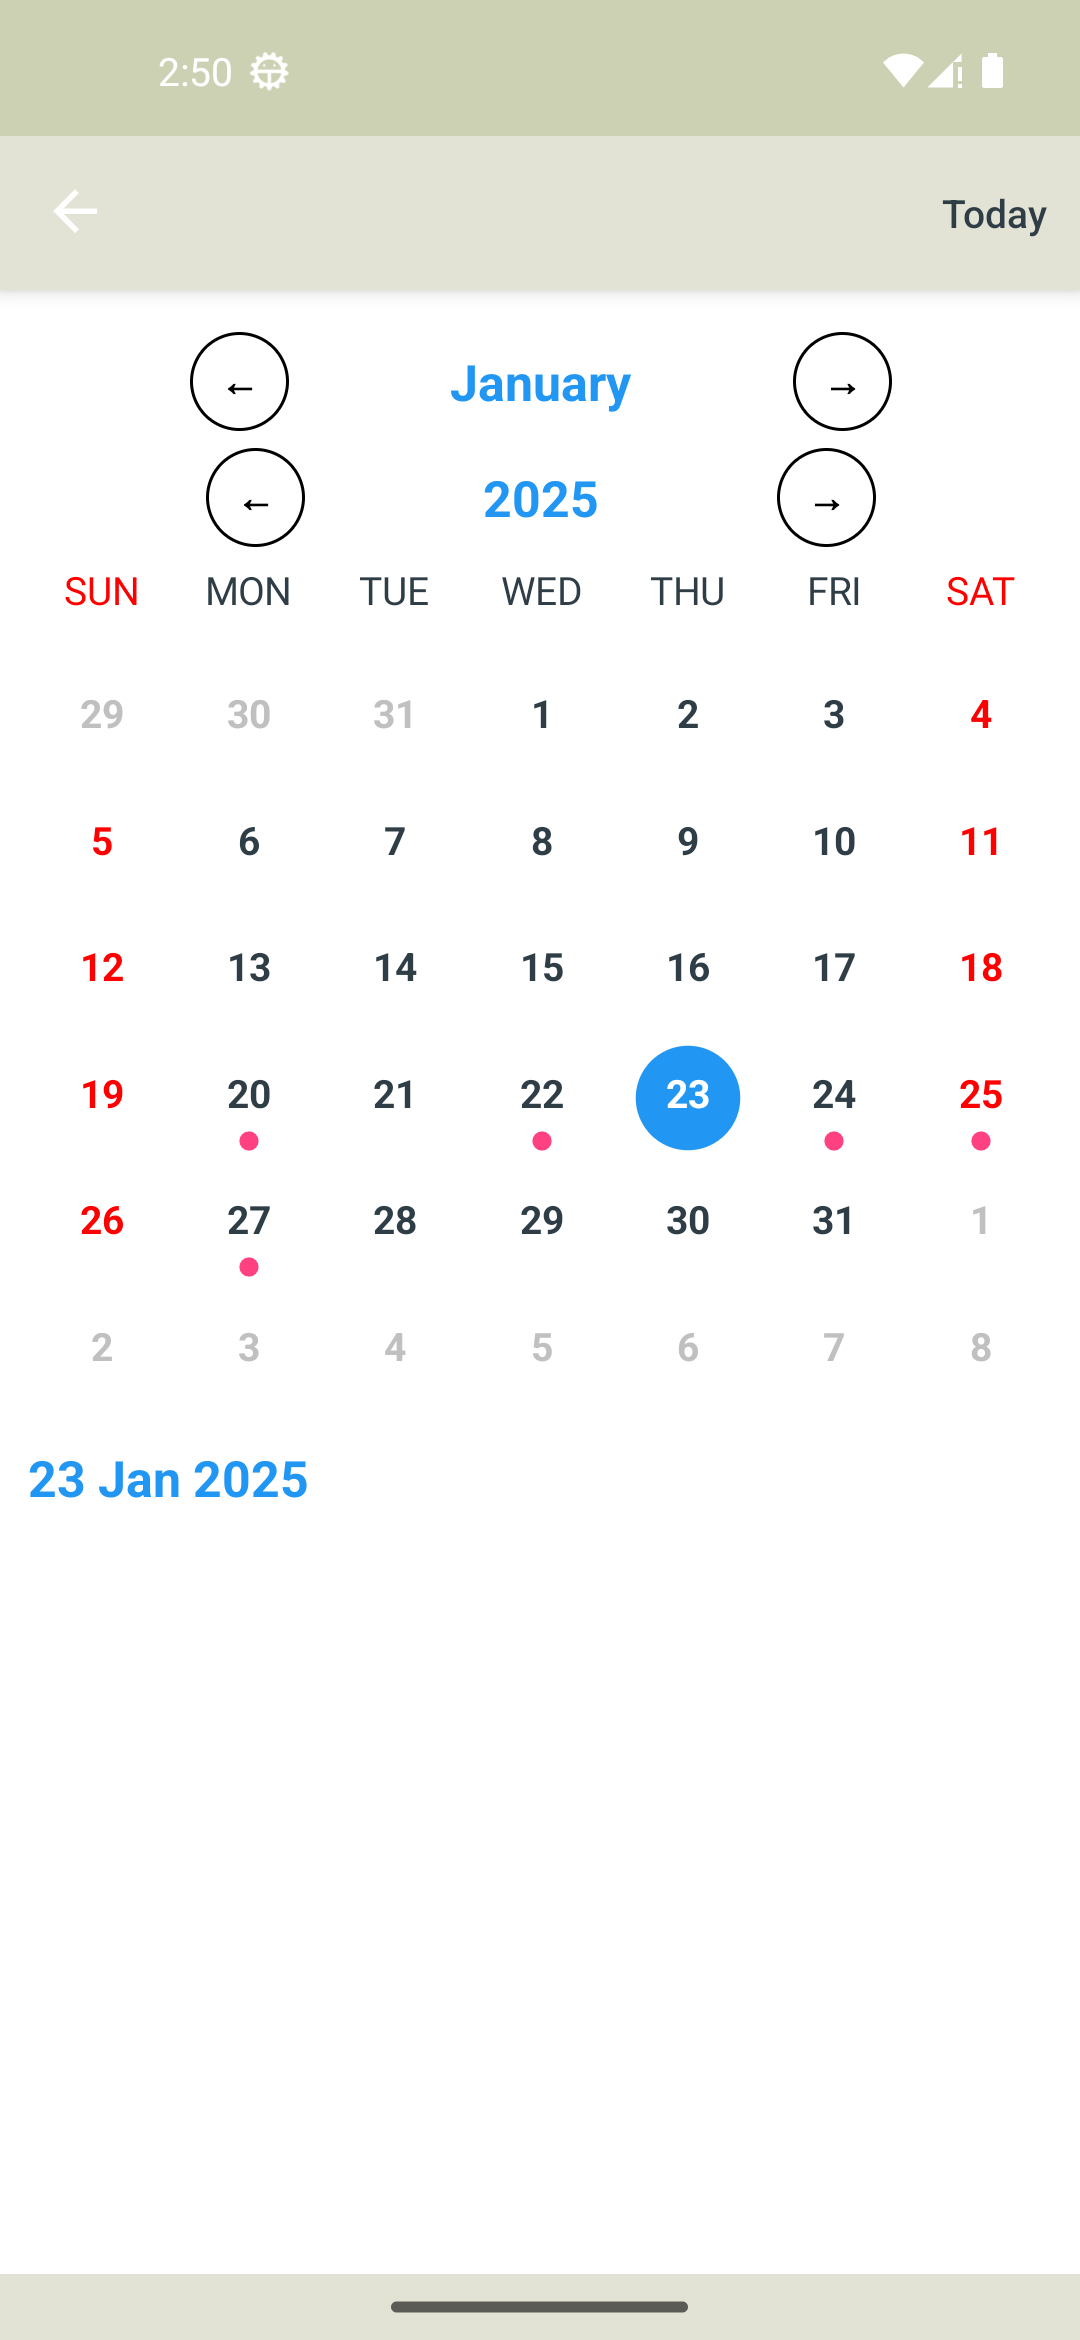 2:50
Today
← January →
← 2025 →
SUN MON TUE WED THU FRI SAT
29 30 31 1 2 3 4
5 6 7 8 9 10 11
12 13 14 15 16 17 18
19 20 21 22 23 24 25
26 27 28 29 30 31 1
2 3 4 5 6 7 8
23 Jan 2025